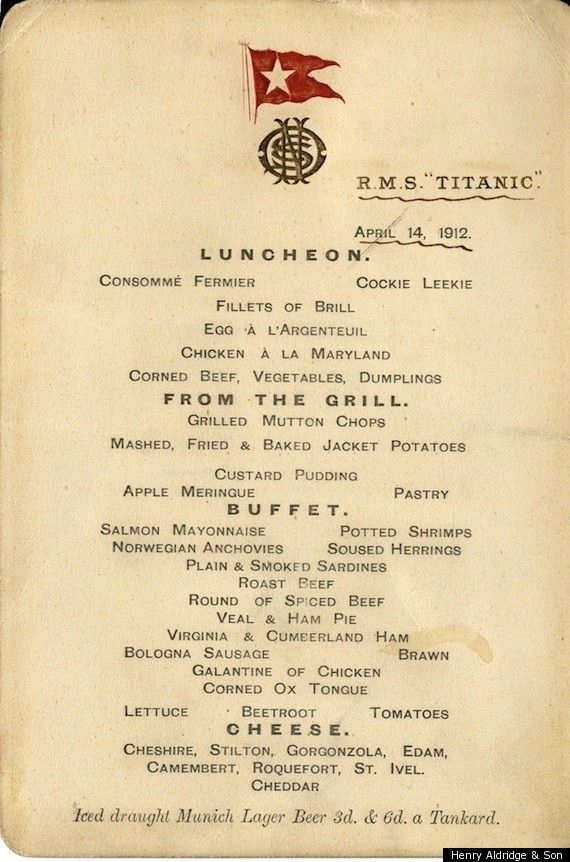 R.M.S. "TITANIC".
APRIL 14, 1912.
LUNCHEON.
CONSOMMÉ FERMIER COCKIE LEEKIE
FILLETS OF BRILL
EGG À L'ARGENTEUIL
CHICKEN À LA MARYLAND
CORNED BEEF, VEGETABLES, DUMPLINGS
FROM THE GRILL.
GRILLED MUTTON CHOPS
MASHED, FRIED & BAKED JACKET POTATOES
CUSTARD PUDDING
APPLE MERINGUE PASTRY
BUFFET.
SALMON MAYONNAISE POTTED SHRIMPS
NORWEGIAN ANCHOVIES SOUSED HERRINGS
PLAIN & SMOKED SARDINES
ROAST BEEF
ROUND OF SPICED BEEF
VEAL & HAM PIE
VIRGINIA & CUMBERLAND HAM
BOLOGNA SAUSAGE BRAWN
GALANTINE OF CHICKEN
CORNED OX TONGUE
LETTUCE BEETROOT TOMATOES
CHEESE.
CHESHIRE, STILTON, GORGONZOLA, EDAM,
CAMEMBERT, ROQUEFORT, ST. IVEL.
CHEDDAR
Iced draught Munich Lager Beer 3d. & 6d. a Tankard.
Henry Aldridge & Son